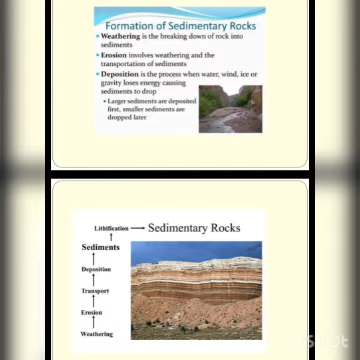 Formation of Sedimentary Rocks
• Weathering is the breaking down of rock into
sediments
• Erosion involves weathering and the
transportation of sediments
• Deposition is the process when water, wind, ice or
gravity loses energy causing
sediments to drop
• Larger sediments are deposited
first, smaller sediments are
dropped later
Lithification → Sedimentary Rocks
Sediments
Deposition
Transport
Erosion
Weathering